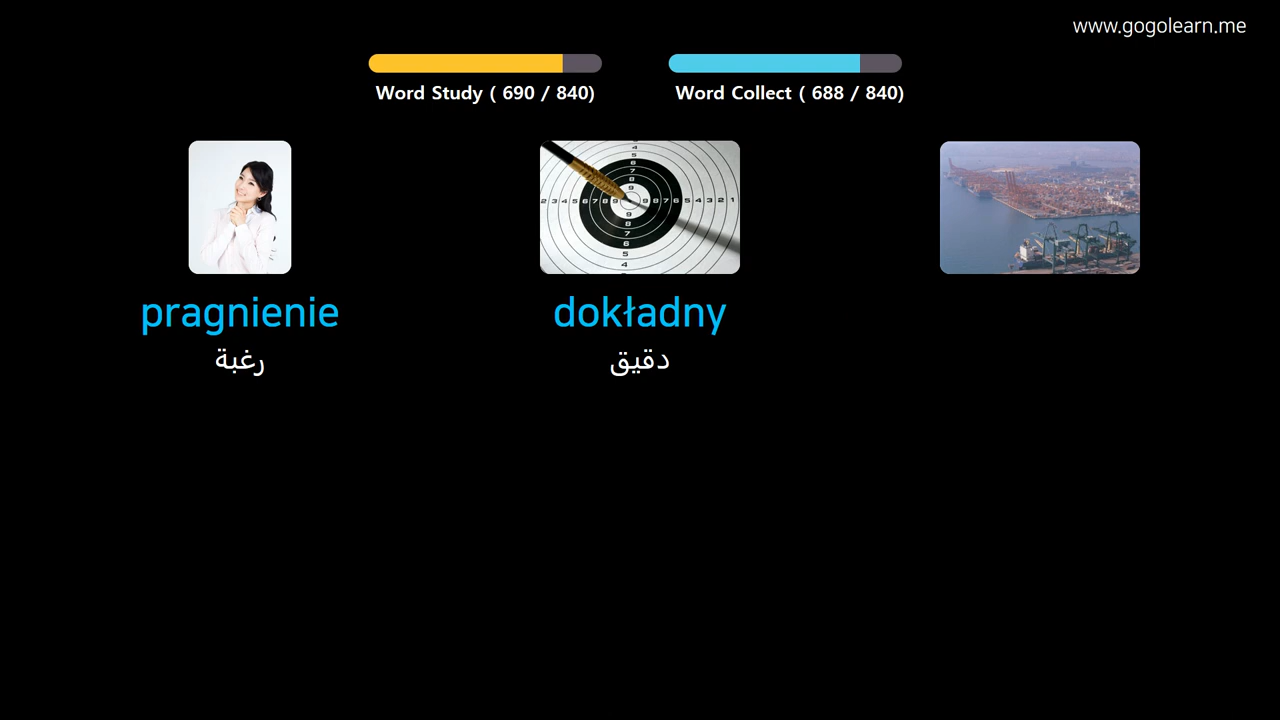 www.gogolearn.me
Word Study ( 690 / 840)
Word Collect ( 688 / 840)
pragnienie
رغبة
dokładny
دقيق